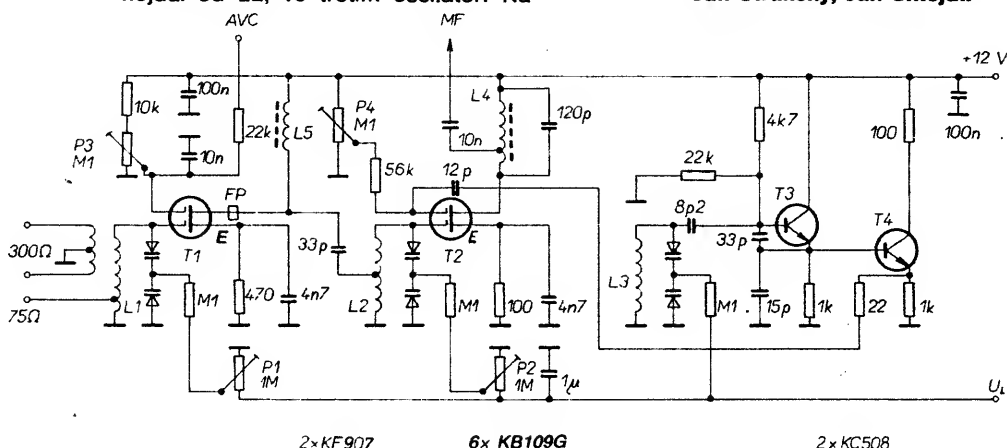 Jan Chmejda
AVC
MF
+12 V
10k
100n
P3
M1
10n
22k
L5
P4
M1
L4
10n
120p
56k
12p
4k7
22k
100
100n
FP
E
T1
E
T2
T3
T4
8p2
33p
33p
300Ω
75Ω
L1
M1
470
4n7
L2
M1
100
4n7
L3
M1
15p
1k
22
1k
P1
1M
P2
1M
1μ
2×KF907
6× KB109G
2×KC508